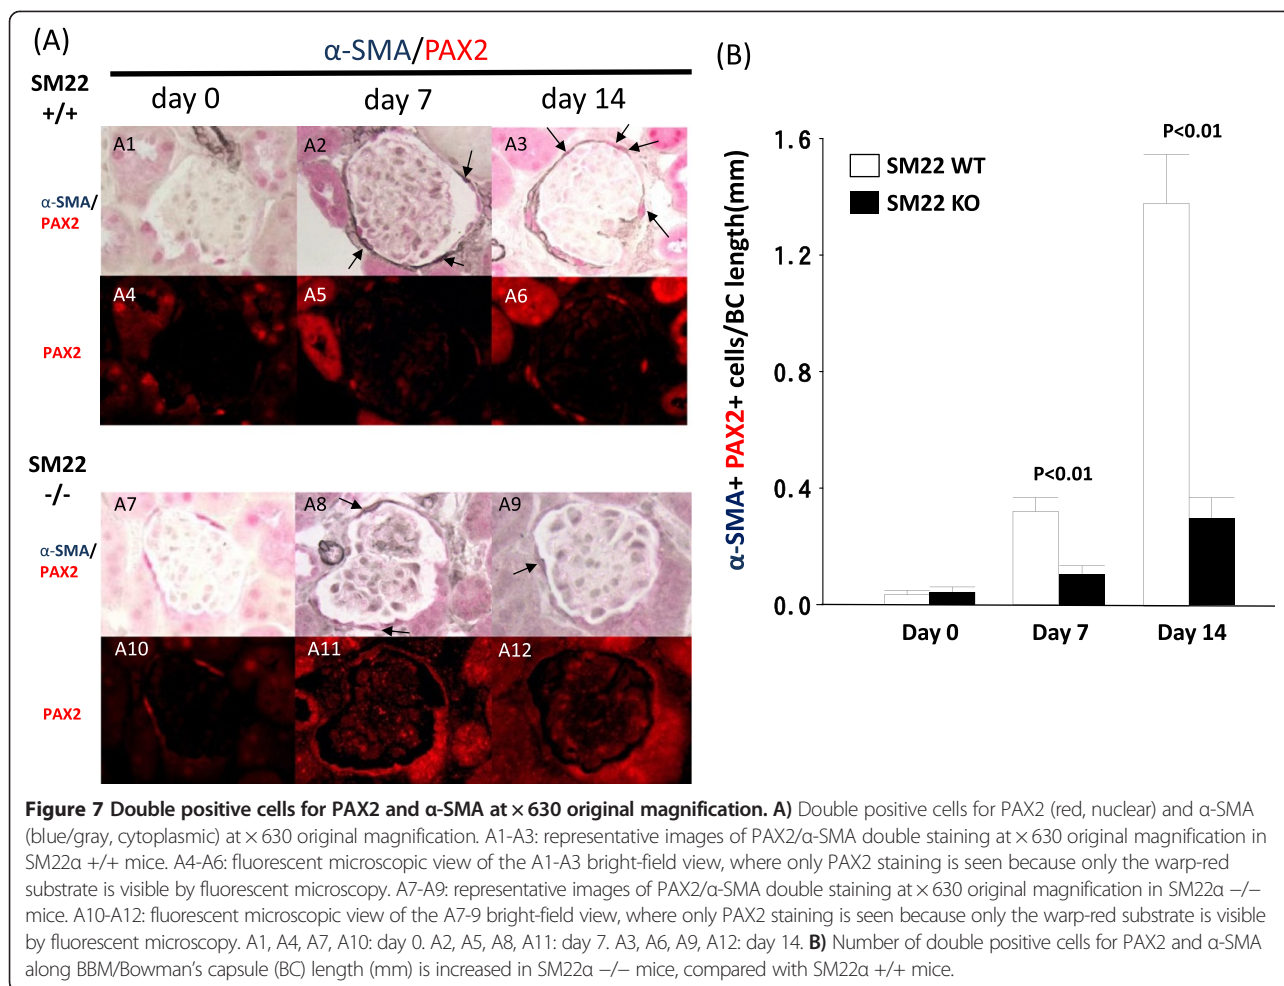 (A)
α-SMA/PAX2
SM22
+/+
day 0
day 7
day 14
A1
A2
A3
α-SMA/
PAX2
A4
A5
A6
PAX2
SM22
-/-
A7
A8
A9
α-SMA/
PAX2
A10
A11
A12
PAX2
(B)
α-SMA+ PAX2+ cells/BC length(mm)
1.6
1.2
0.8
0.4
0.0
SM22 WT
SM22 KO
P<0.01
P<0.01
Day 0
Day 7
Day 14
Figure 7 Double positive cells for PAX2 and α-SMA at × 630 original magnification. A) Double positive cells for PAX2 (red, nuclear) and α-SMA
(blue/gray, cytoplasmic) at × 630 original magnification. A1-A3: representative images of PAX2/α-SMA double staining at × 630 original magnification in
SM22α +/+ mice. A4-A6: fluorescent microscopic view of the A1-A3 bright-field view, where only PAX2 staining is seen because only the warp-red
substrate is visible by fluorescent microscopy. A7-A9: representative images of PAX2/α-SMA double staining at × 630 original magnification in SM22α −/−
mice. A10-A12: fluorescent microscopic view of the A7-9 bright-field view, where only PAX2 staining is seen because only the warp-red substrate is visible
by fluorescent microscopy. A1, A4, A7, A10: day 0. A2, A5, A8, A11: day 7. A3, A6, A9, A12: day 14. B) Number of double positive cells for PAX2 and α-SMA
along BBM/Bowman's capsule (BC) length (mm) is increased in SM22α −/− mice, compared with SM22α +/+ mice.